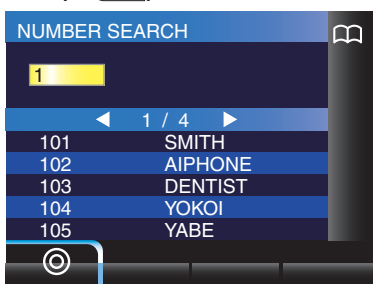 NUMBER SEARCH
1
1 / 4
101 SMITH
102 AIPHONE
103 DENTIST
104 YOKOI
105 YABE